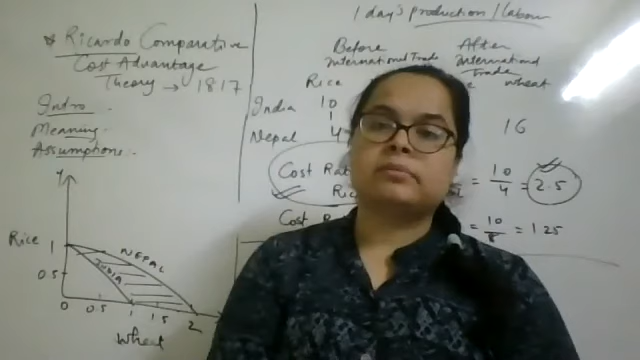 * Ricardo Comparative
Cost Advantage
Theory → 1817
Intro.
Meaning.
Assumptions.
Y
Rice 1
NEPAL
INDIA
0.5
0 0.5 1 1.5 2
Wheat
1 day's production / labour
Before After
International Trade International
Trade
Rice wheat
India 10
1
Nepal 4 16
Cost
= 10/4 = 2.5
Cost
= 10/8 = 1.25